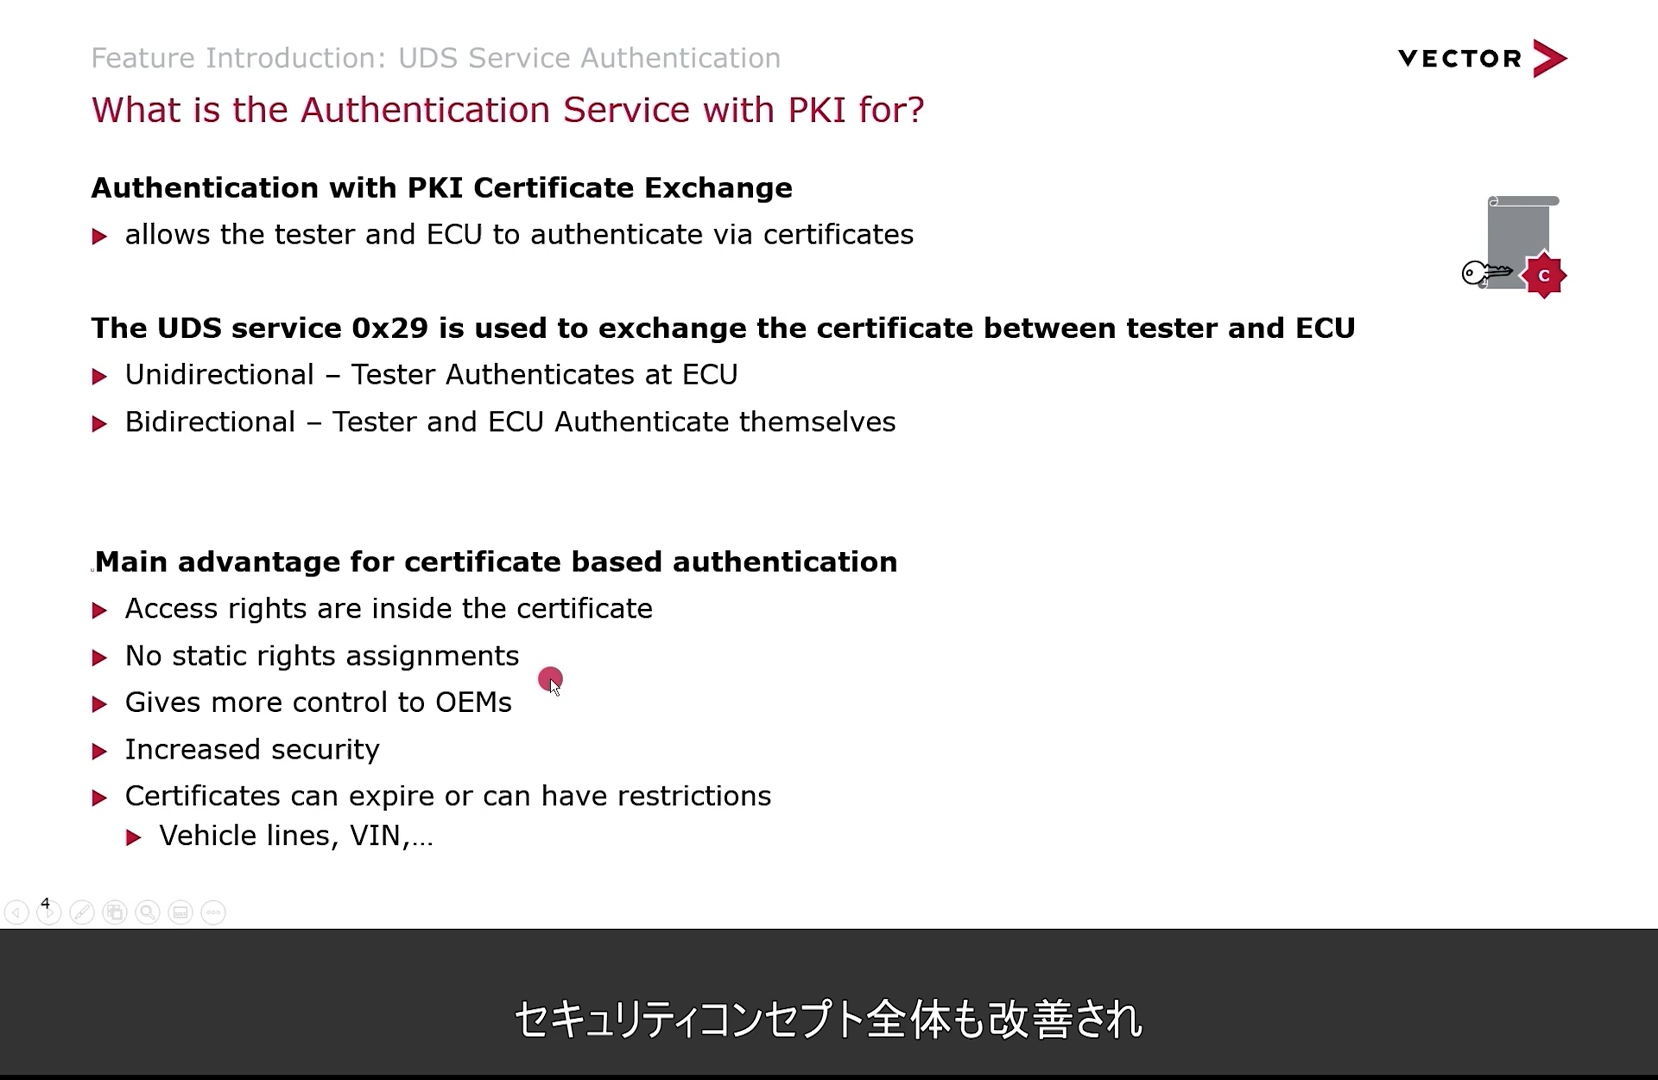 Feature Introduction: UDS Service Authentication
VECTOR
What is the Authentication Service with PKI for?
Authentication with PKI Certificate Exchange
allows the tester and ECU to authenticate via certificates
C
The UDS service 0x29 is used to exchange the certificate between tester and ECU
Unidirectional – Tester Authenticates at ECU
Bidirectional – Tester and ECU Authenticate themselves
Main advantage for certificate based authentication
Access rights are inside the certificate
No static rights assignments
Gives more control to OEMs
Increased security
Certificates can expire or can have restrictions
Vehicle lines, VIN,...
4
セキュリティコンセプト全体も改善され